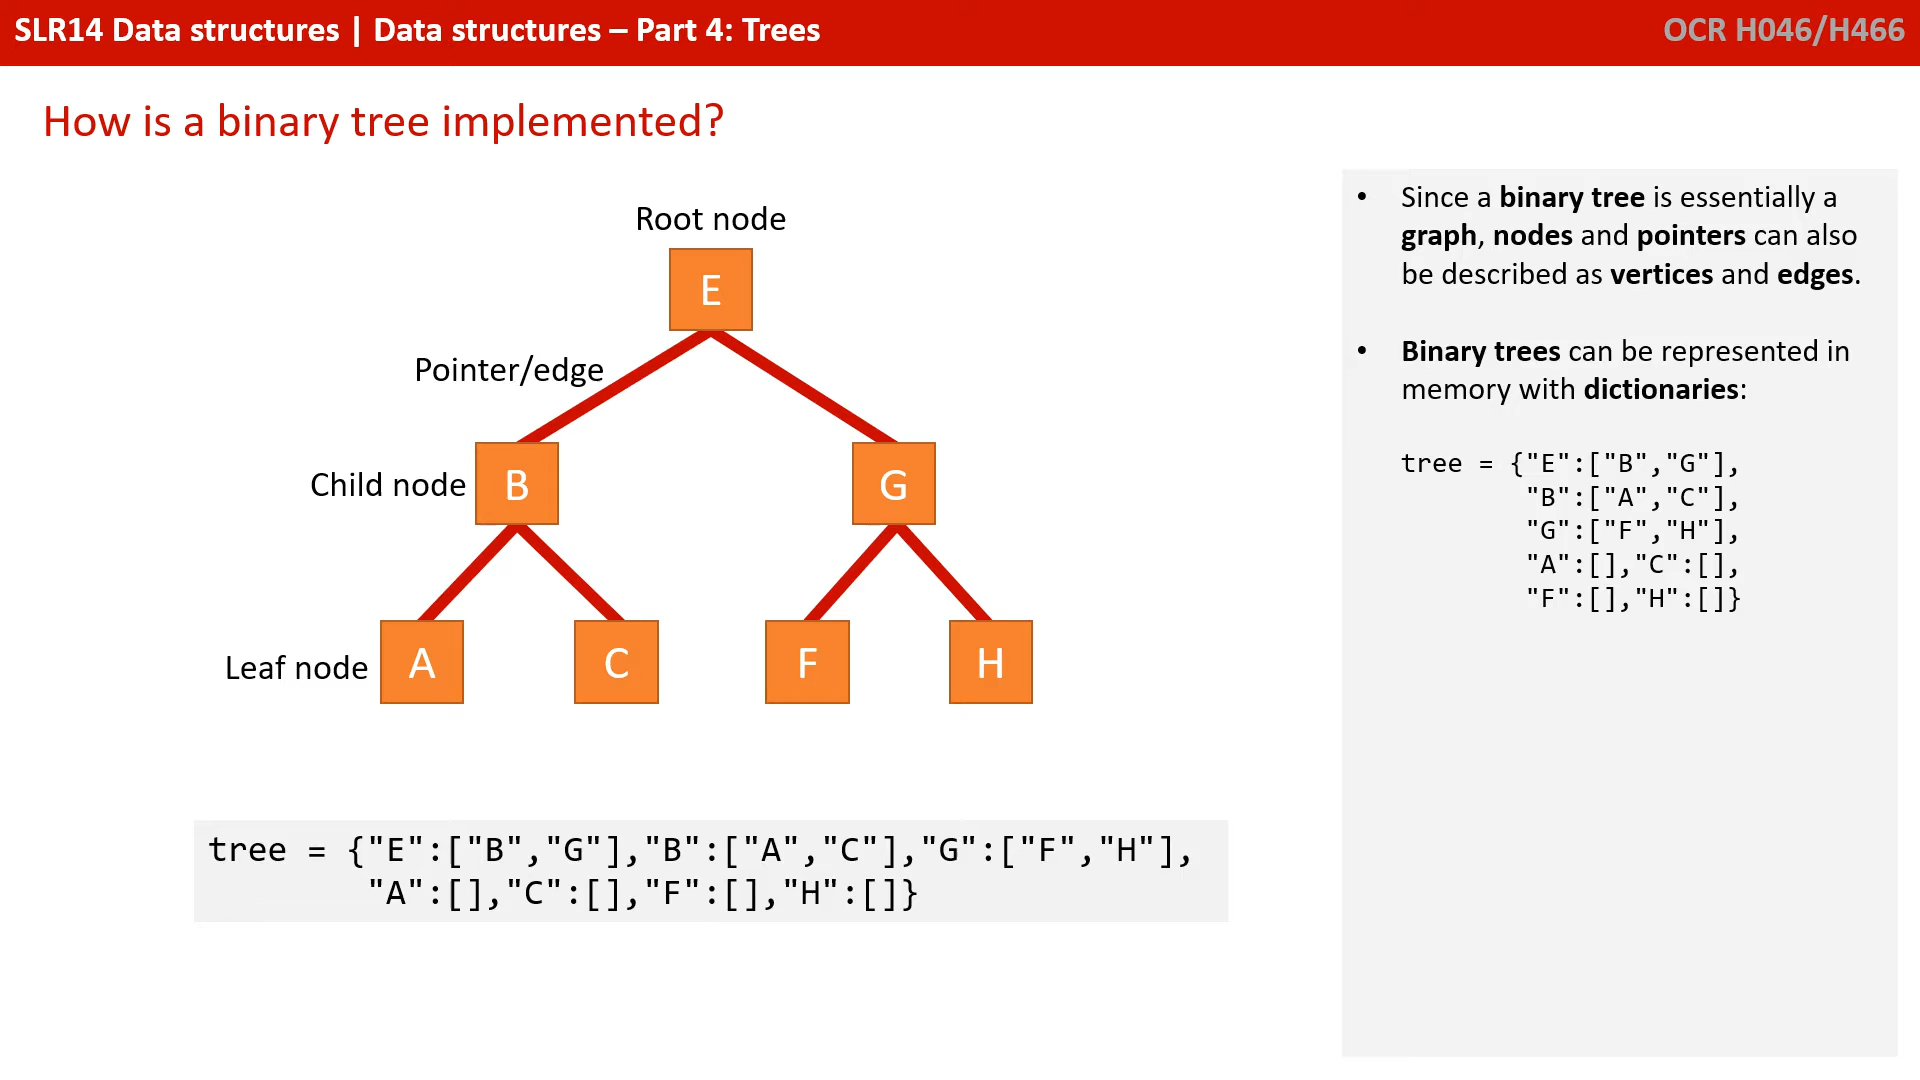 SLR14 Data structures | Data structures – Part 4: Trees
OCR H046/H466
How is a binary tree implemented?
Root node
E
Pointer/edge
Child node
B
G
Leaf node
A
C
F
H
tree = {"E":["B","G"],"B":["A","C"],"G":["F","H"],
"A":[],"C":[],"F":[],"H":[]}
• Since a binary tree is essentially a
graph, nodes and pointers can also
be described as vertices and edges.
• Binary trees can be represented in
memory with dictionaries:
tree = {"E":["B","G"],
"B":["A","C"],
"G":["F","H"],
"A":[],"C":[],
"F":[],"H":[]}